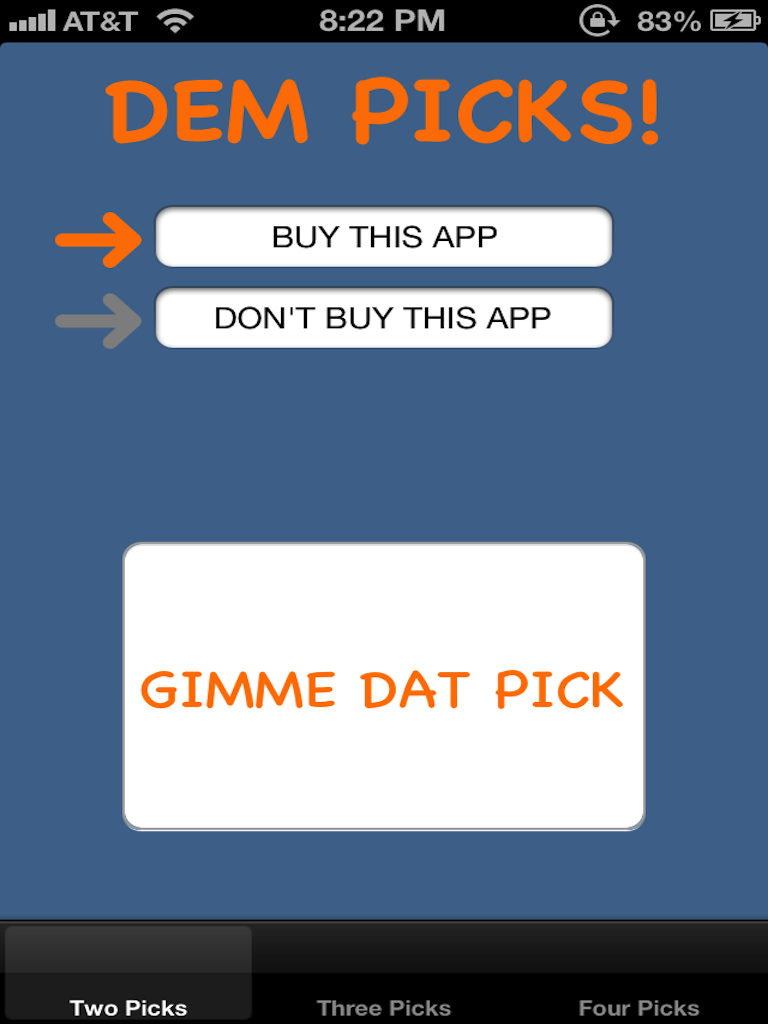 AT&T 8:22 PM 83%
DEM PICKS!
BUY THIS APP
DON'T BUY THIS APP
GIMME DAT PICK
Two Picks Three Picks Four Picks